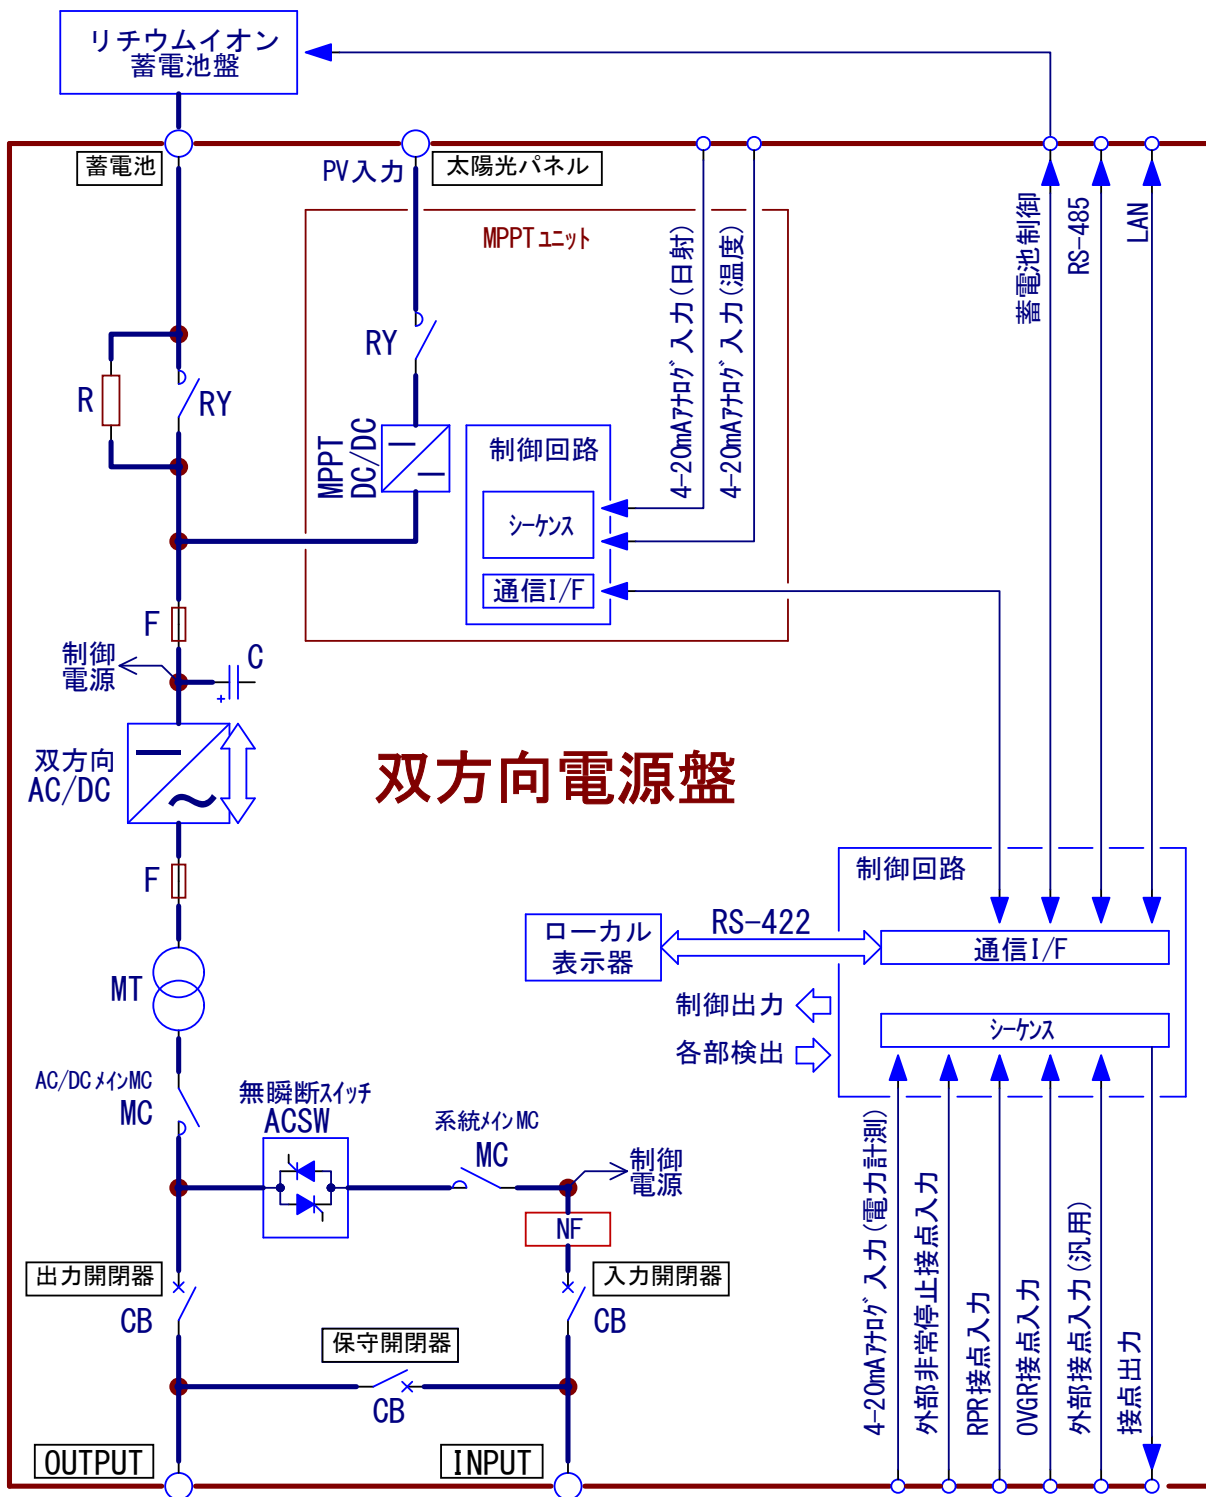 リチウムイオン
蓄電池盤
蓄電池
PV入力
太陽光パネル
MPPTユニット
4-20mAアナログ入力(日射)
4-20mAアナログ入力(温度)
蓄電池制御
RS-485
LAN
R
RY
RY
MPPT
DC/DC
制御回路
シーケンス
通信I/F
F
制御
電源
C
+
双方向
AC/DC
双方向電源盤
F
制御回路
ローカル
表示器
RS-422
通信I/F
MT
制御出力
シーケンス
各部検出
AC/DCメインMC
MC
無瞬断スイッチ
ACSW
系統メインMC
MC
制御
電源
NF
出力開閉器
CB
入力開閉器
CB
保守開閉器
CB
4-20mAアナログ入力(電力計測)
外部非常停止接点入力
RPR接点入力
OVGR接点入力
外部接点入力(汎用)
接点出力
OUTPUT
INPUT